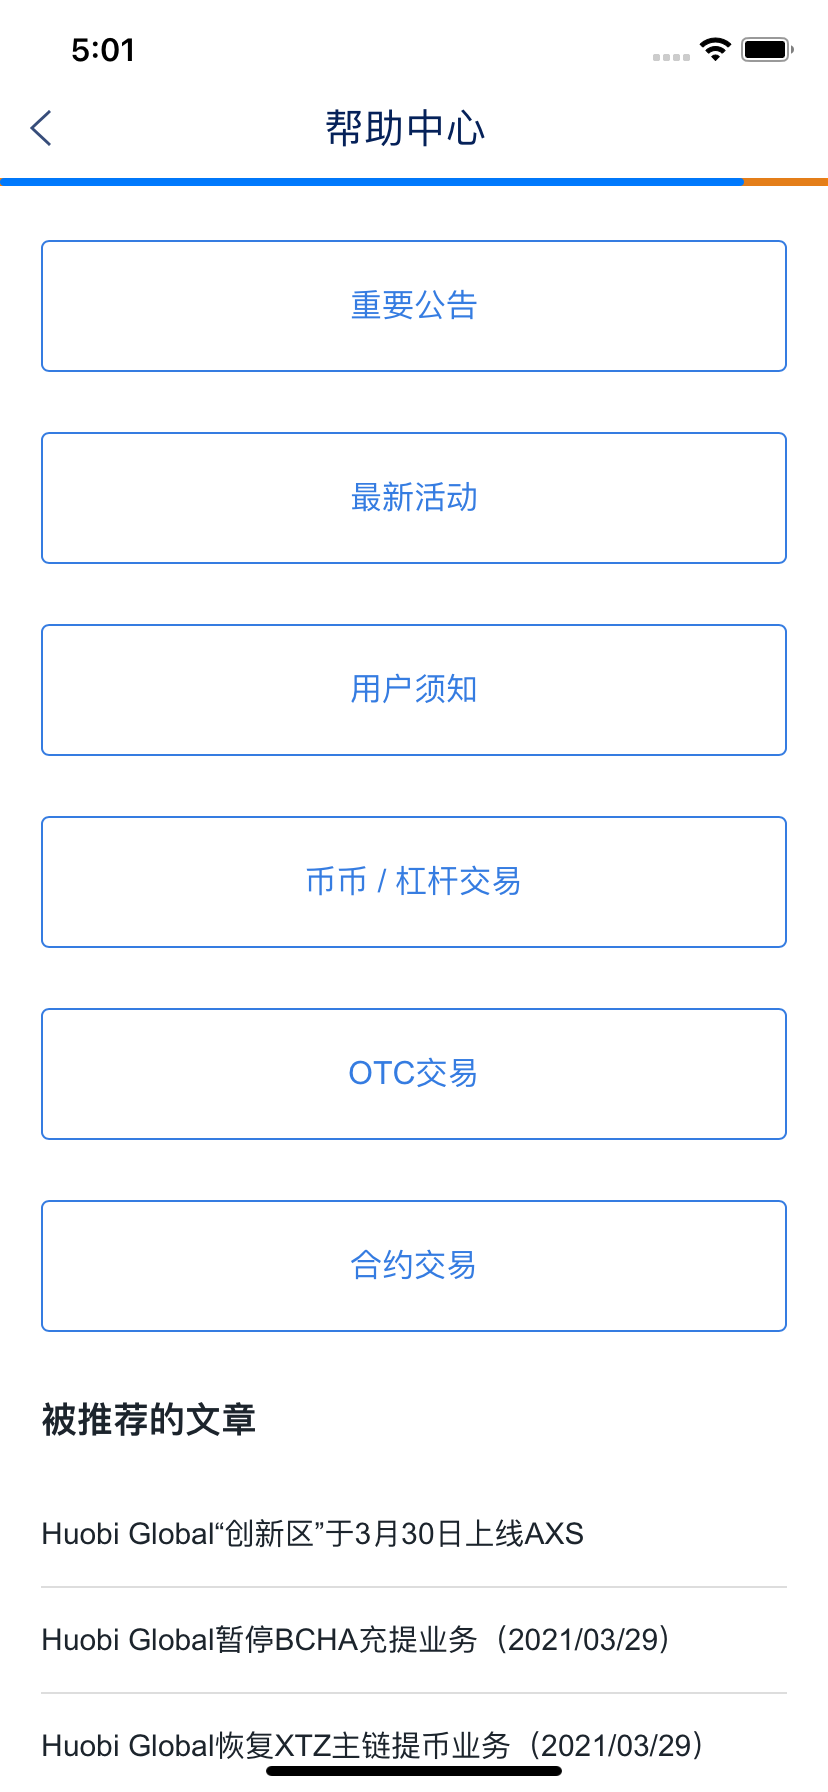 5:01
帮助中心
重要公告
最新活动
用户须知
币币 / 杠杆交易
OTC交易
合约交易
被推荐的文章
Huobi Global“创新区”于3月30日上线AXS
Huobi Global暂停BCHA充提业务（2021/03/29）
Huobi Global恢复XTZ主链提币业务（2021/03/29）